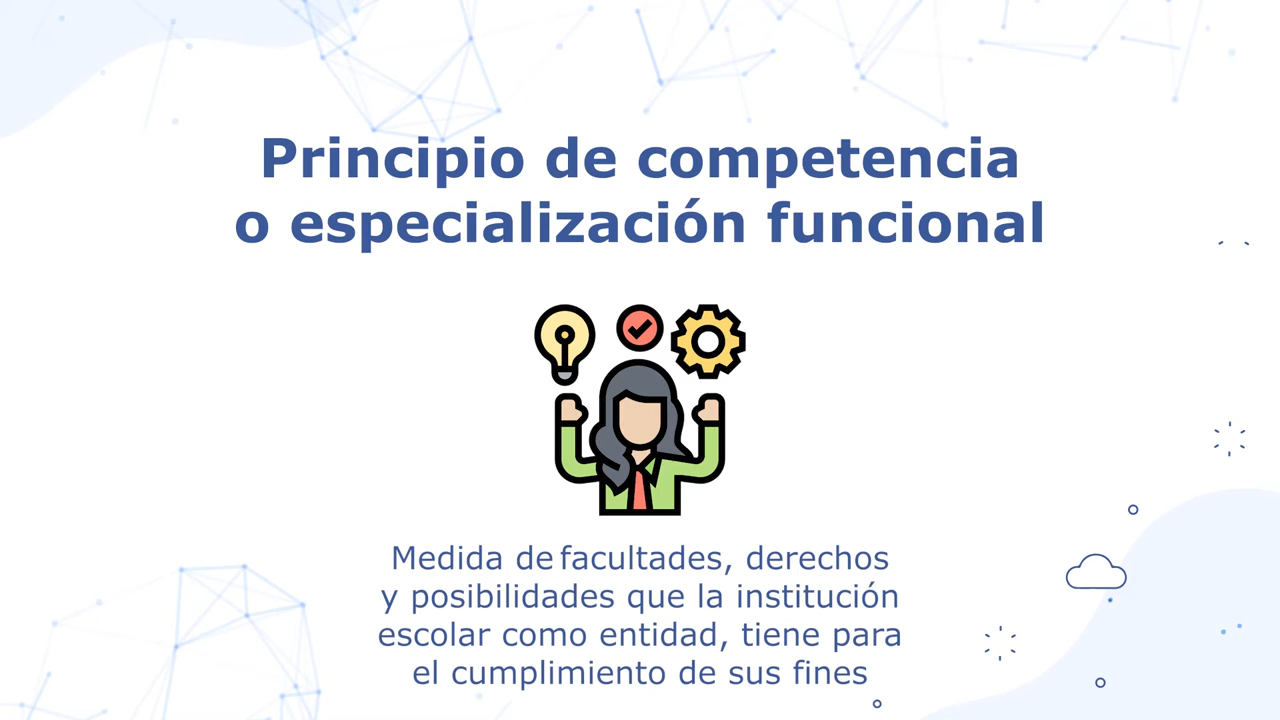 Principio de competencia
o especialización funcional
Medida de facultades, derechos
y posibilidades que la institución
escolar como entidad, tiene para
el cumplimiento de sus fines